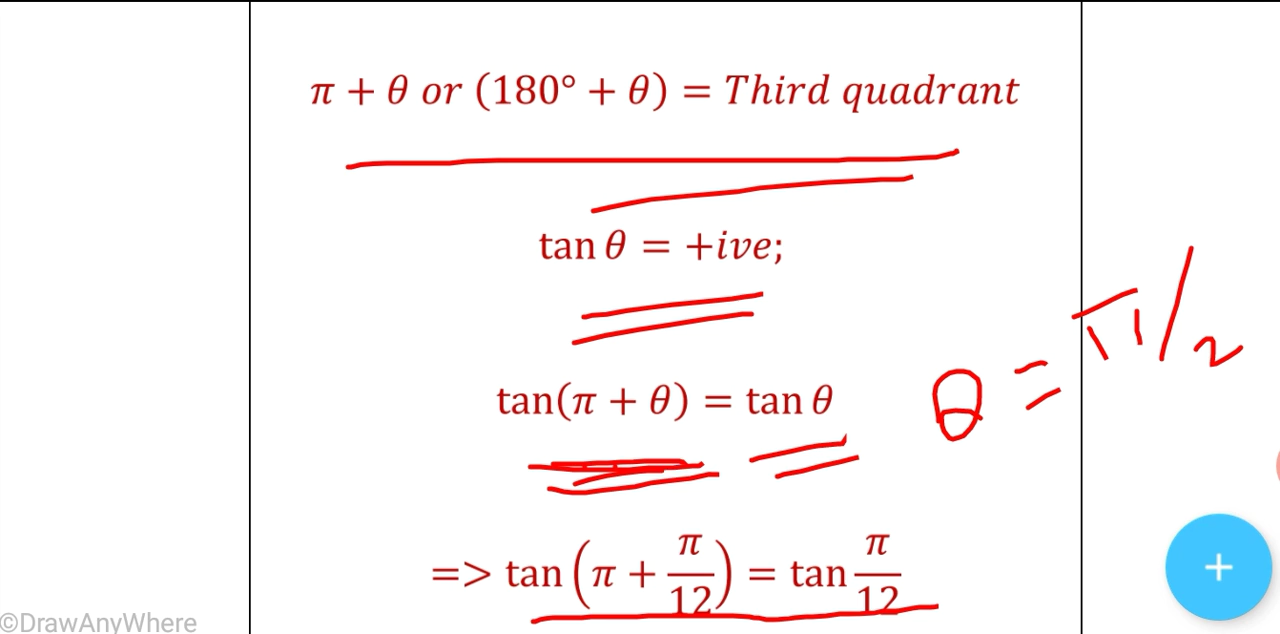 π + θ or (180° + θ) = Third quadrant
tan θ = +ive;
tan(π + θ) = tan θ
θ = π/2
=> tan(π + π/12) = tan π/12
+
©DrawAnyWhere